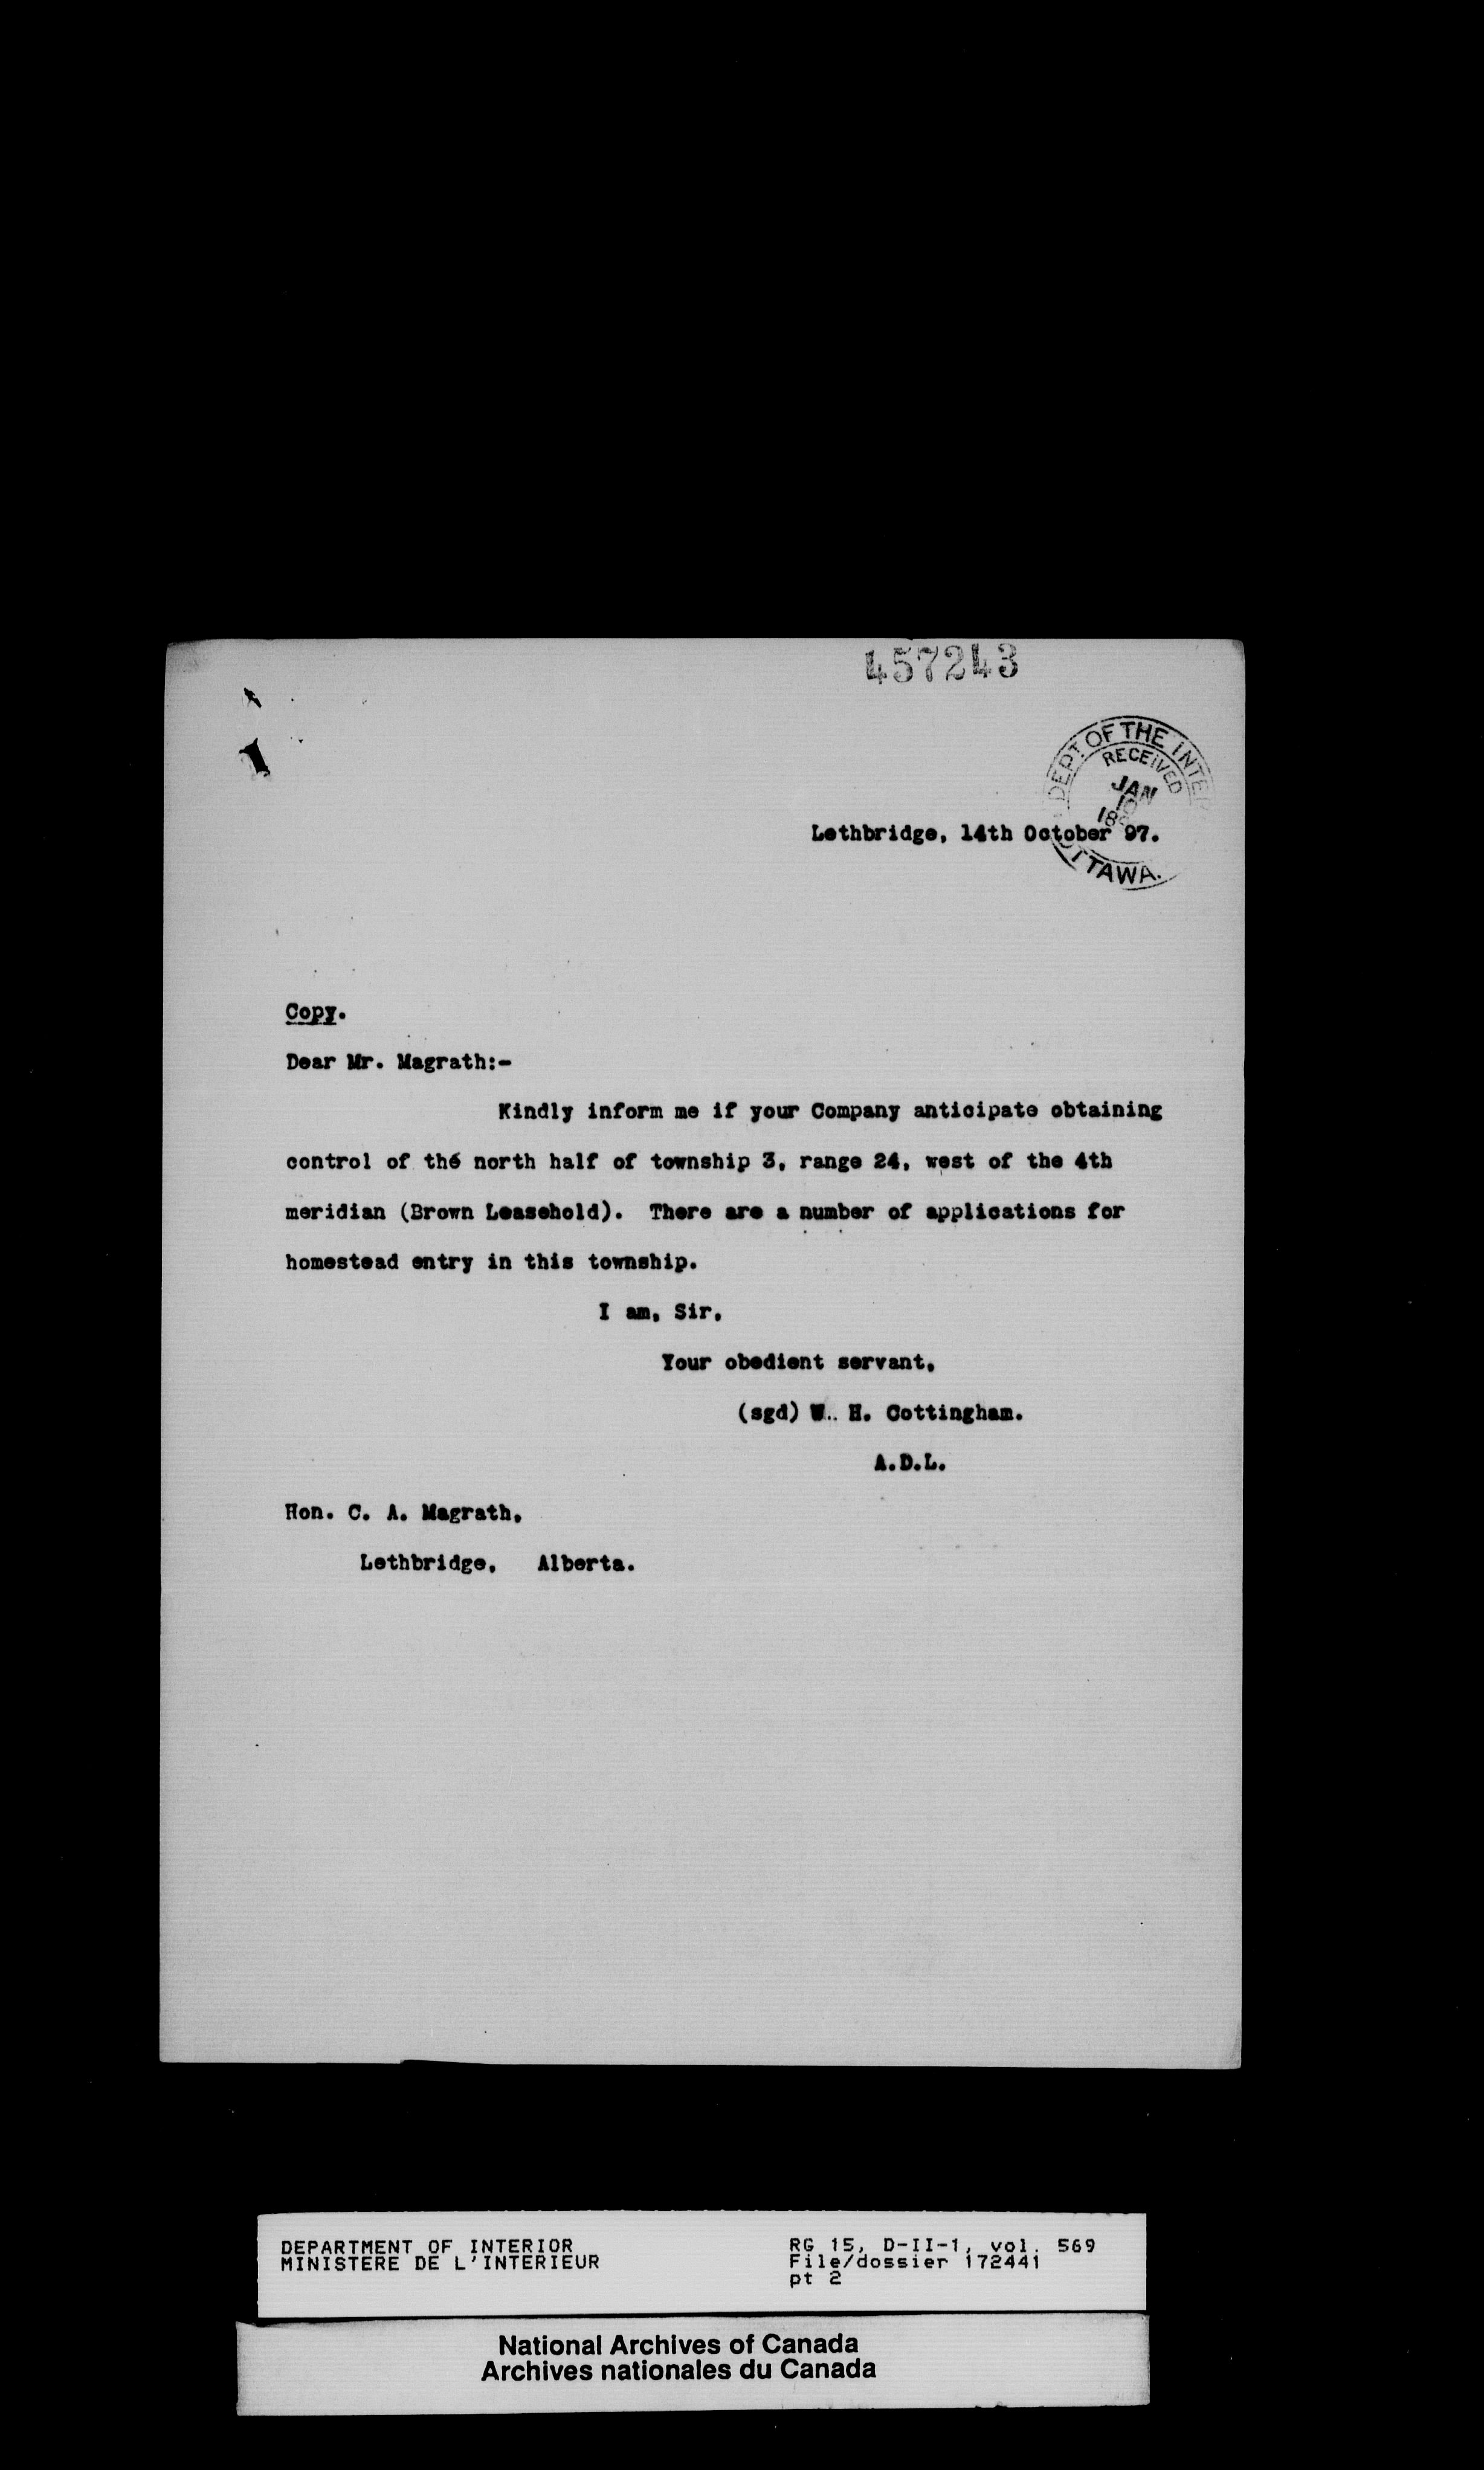 457243
DEPT. OF THE INTER
RECEIVED
JAN
10
OTTAWA.
Lethbridge, 14th October 97.
Copy.
Dear Mr. Magrath:-
Kindly inform me if your Company anticipate obtaining
control of the north half of township 3, range 24, west of the 4th
meridian (Brown Leasehold). There are a number of applications for
homestead entry in this township.
I am, Sir,
Your obedient servant,
(sgd) W. H. Cottingham.
A.D.L.
Hon. C. A. Magrath,
Lethbridge, Alberta.
DEPARTMENT OF INTERIOR
MINISTERE DE L'INTERIEUR
RG 15, D-II-1, vol. 569
File/dossier 172441
pt 2
National Archives of Canada
Archives nationales du Canada